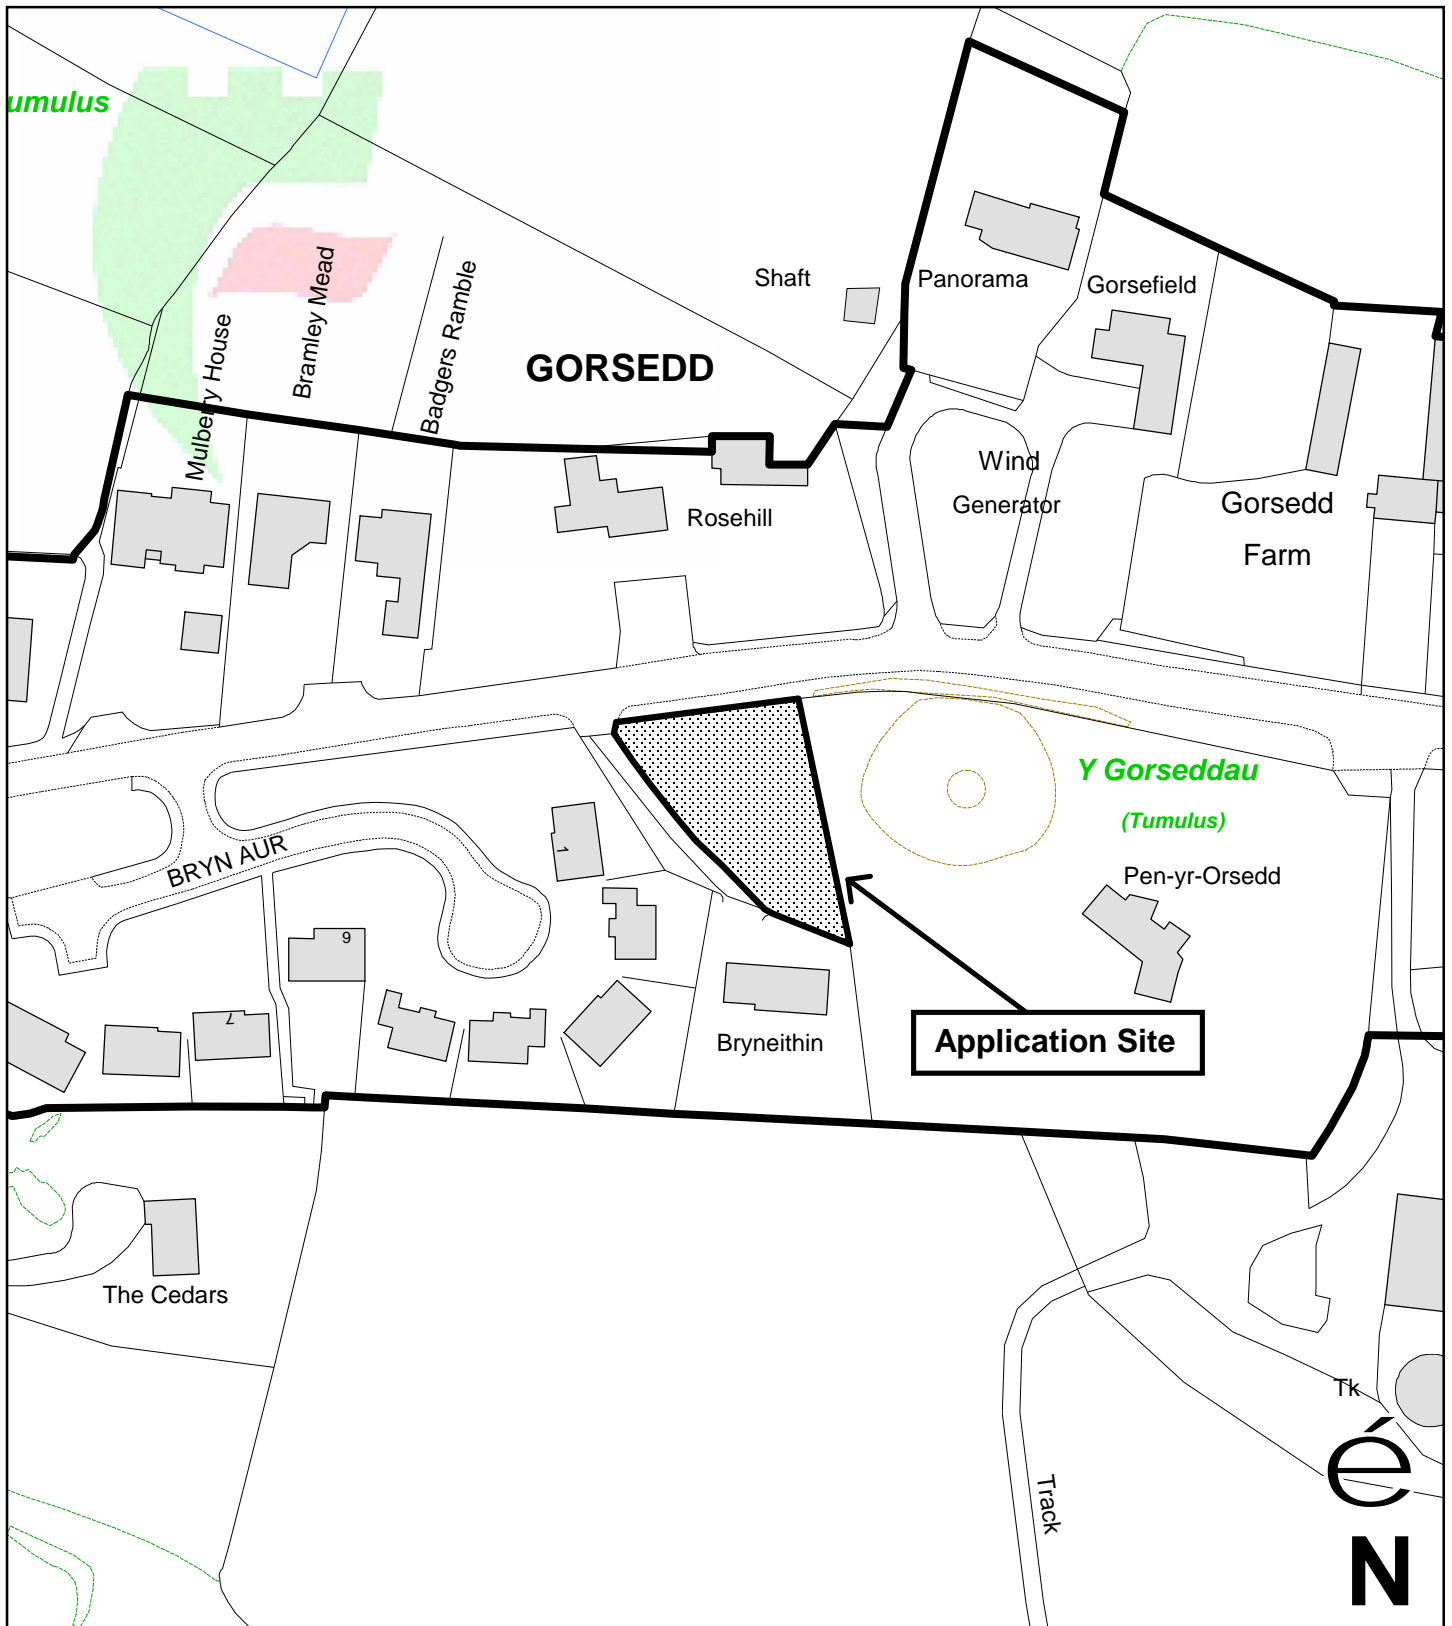 umulus
Shaft
Panorama
Gorsefield
Mulberry House
Bramley Mead
Badgers Ramble
GORSEDD
Wind
Generator
Gorsedd
Farm
Rosehill
Y Gorseddau
(Tumulus)
1
BRYN AUR
Pen-yr-Orsedd
6
7
Bryneithin
Application Site
The Cedars
Tk
Track
é
N